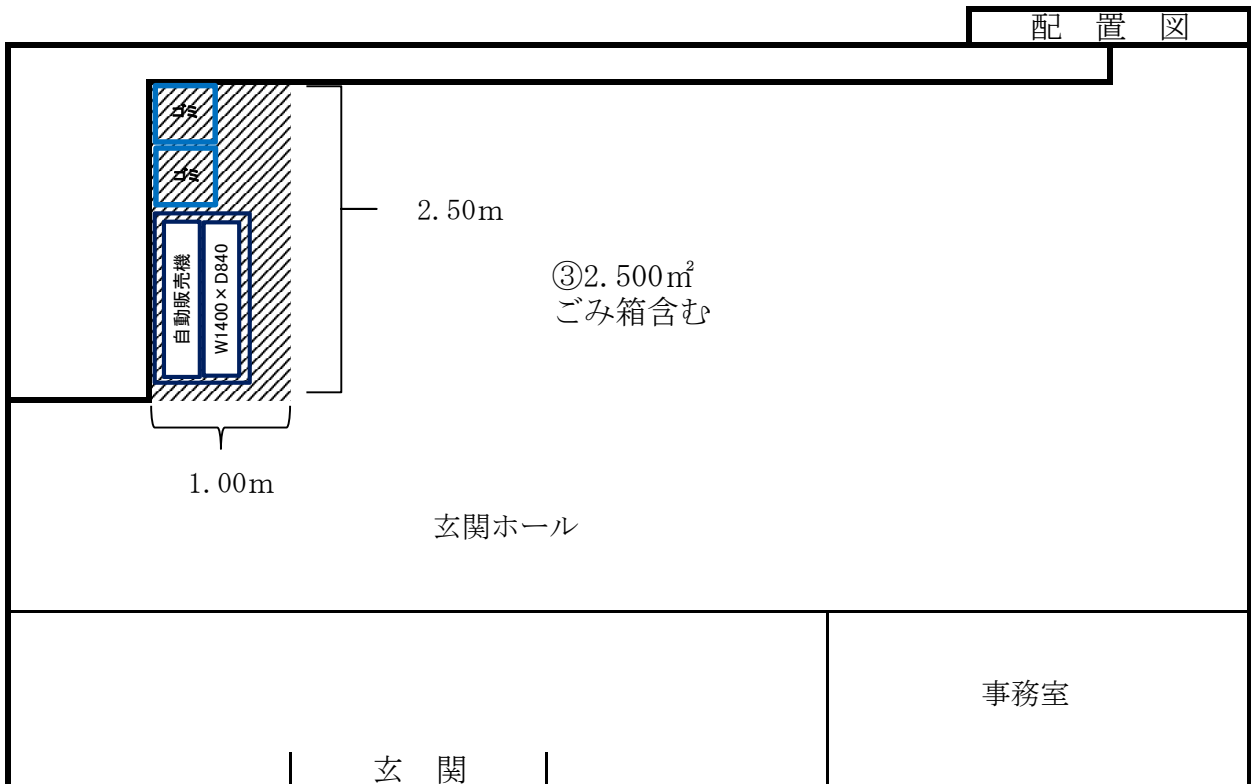 配 置 図
ゴミ
ゴミ
自動販売機
W1400×D840
2.50m
③2.500㎡
ごみ箱含む
1.00m
玄関ホール
事務室
玄 関